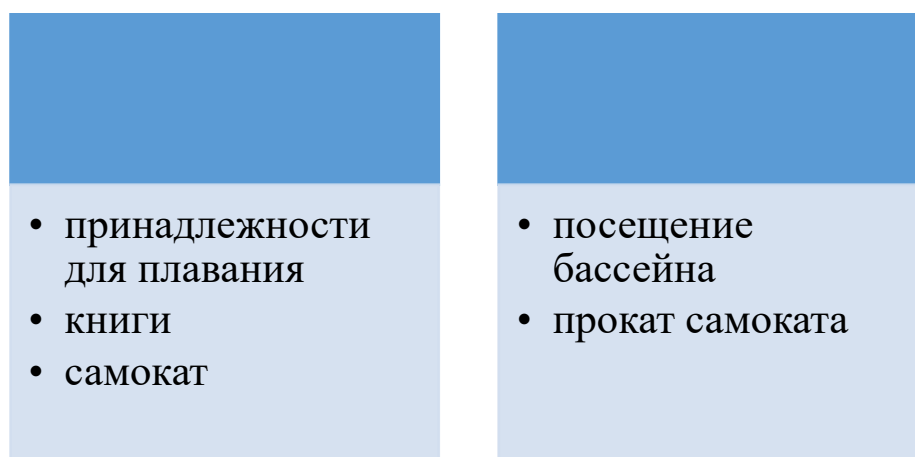 • принадлежности
для плавания
• книги
• самокат
• посещение
бассейна
• прокат самоката